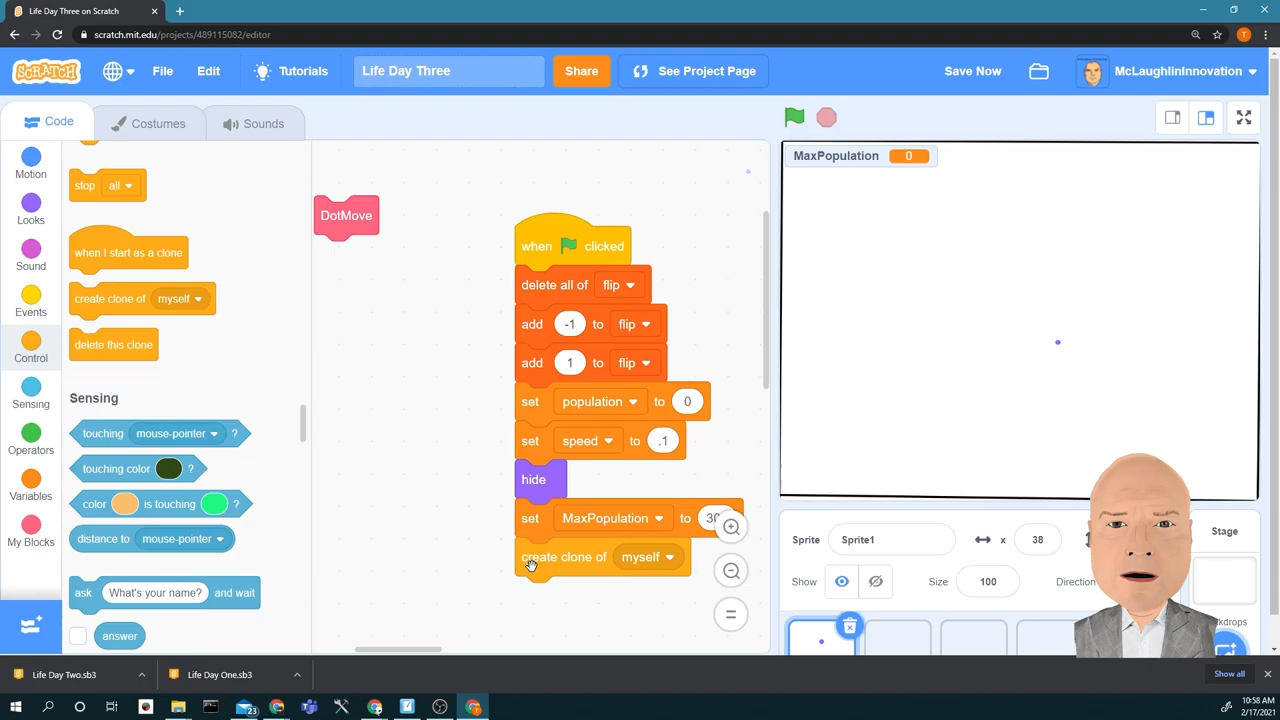 Life Day Three on Scratch
scratch.mit.edu/projects/489115082/editor
T
SCRATCH
File
Edit
Tutorials
Life Day Three
Share
See Project Page
Save Now
McLaughlinInnovation
Code
Costumes
Sounds
Motion
Looks
Sound
Events
Control
Sensing
Operators
Variables
My Blocks
stop all
when I start as a clone
create clone of myself
delete this clone
Sensing
touching mouse-pointer ?
touching color ?
color is touching ?
distance to mouse-pointer
ask What's your name? and wait
answer
DotMove
when clicked
delete all of flip
add -1 to flip
add 1 to flip
set population to 0
set speed to .1
hide
set MaxPopulation to 30
create clone of myself
MaxPopulation 0
Sprite Sprite1 x 38
Show Size 100 Direction
Stage
Life Day Two.sb3
Life Day One.sb3
Show all
23
10:58 AM
2/17/2021